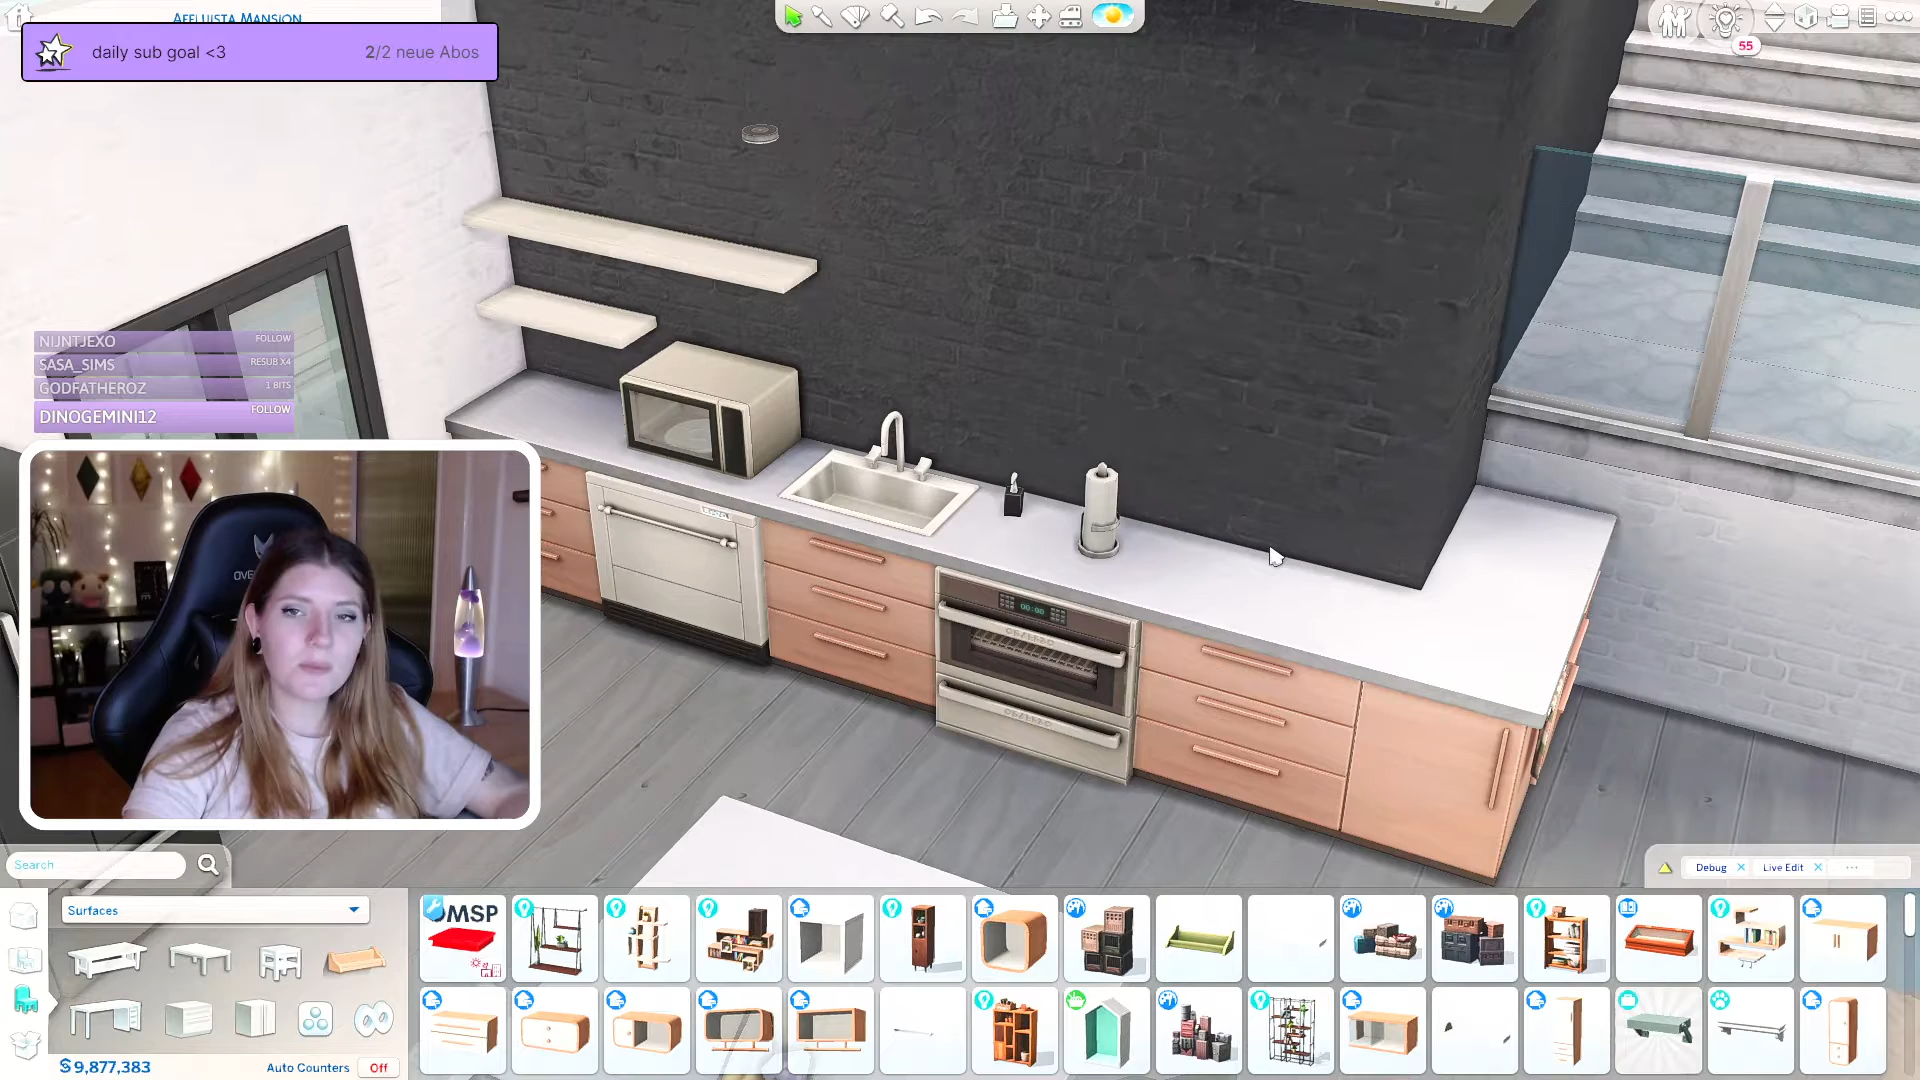 AFFLUISTA MANSION
daily sub goal <3 2/2 neue Abos
55
NIJNTJEXO FOLLOW
SASA_SIMS RESUB X4
GODFATHEROZ 1 BITS
DINOGEMINI12 FOLLOW
00:00
OVE
Search
Debug
Live Edit
Surfaces
MSP
§9,877,383
Auto Counters Off